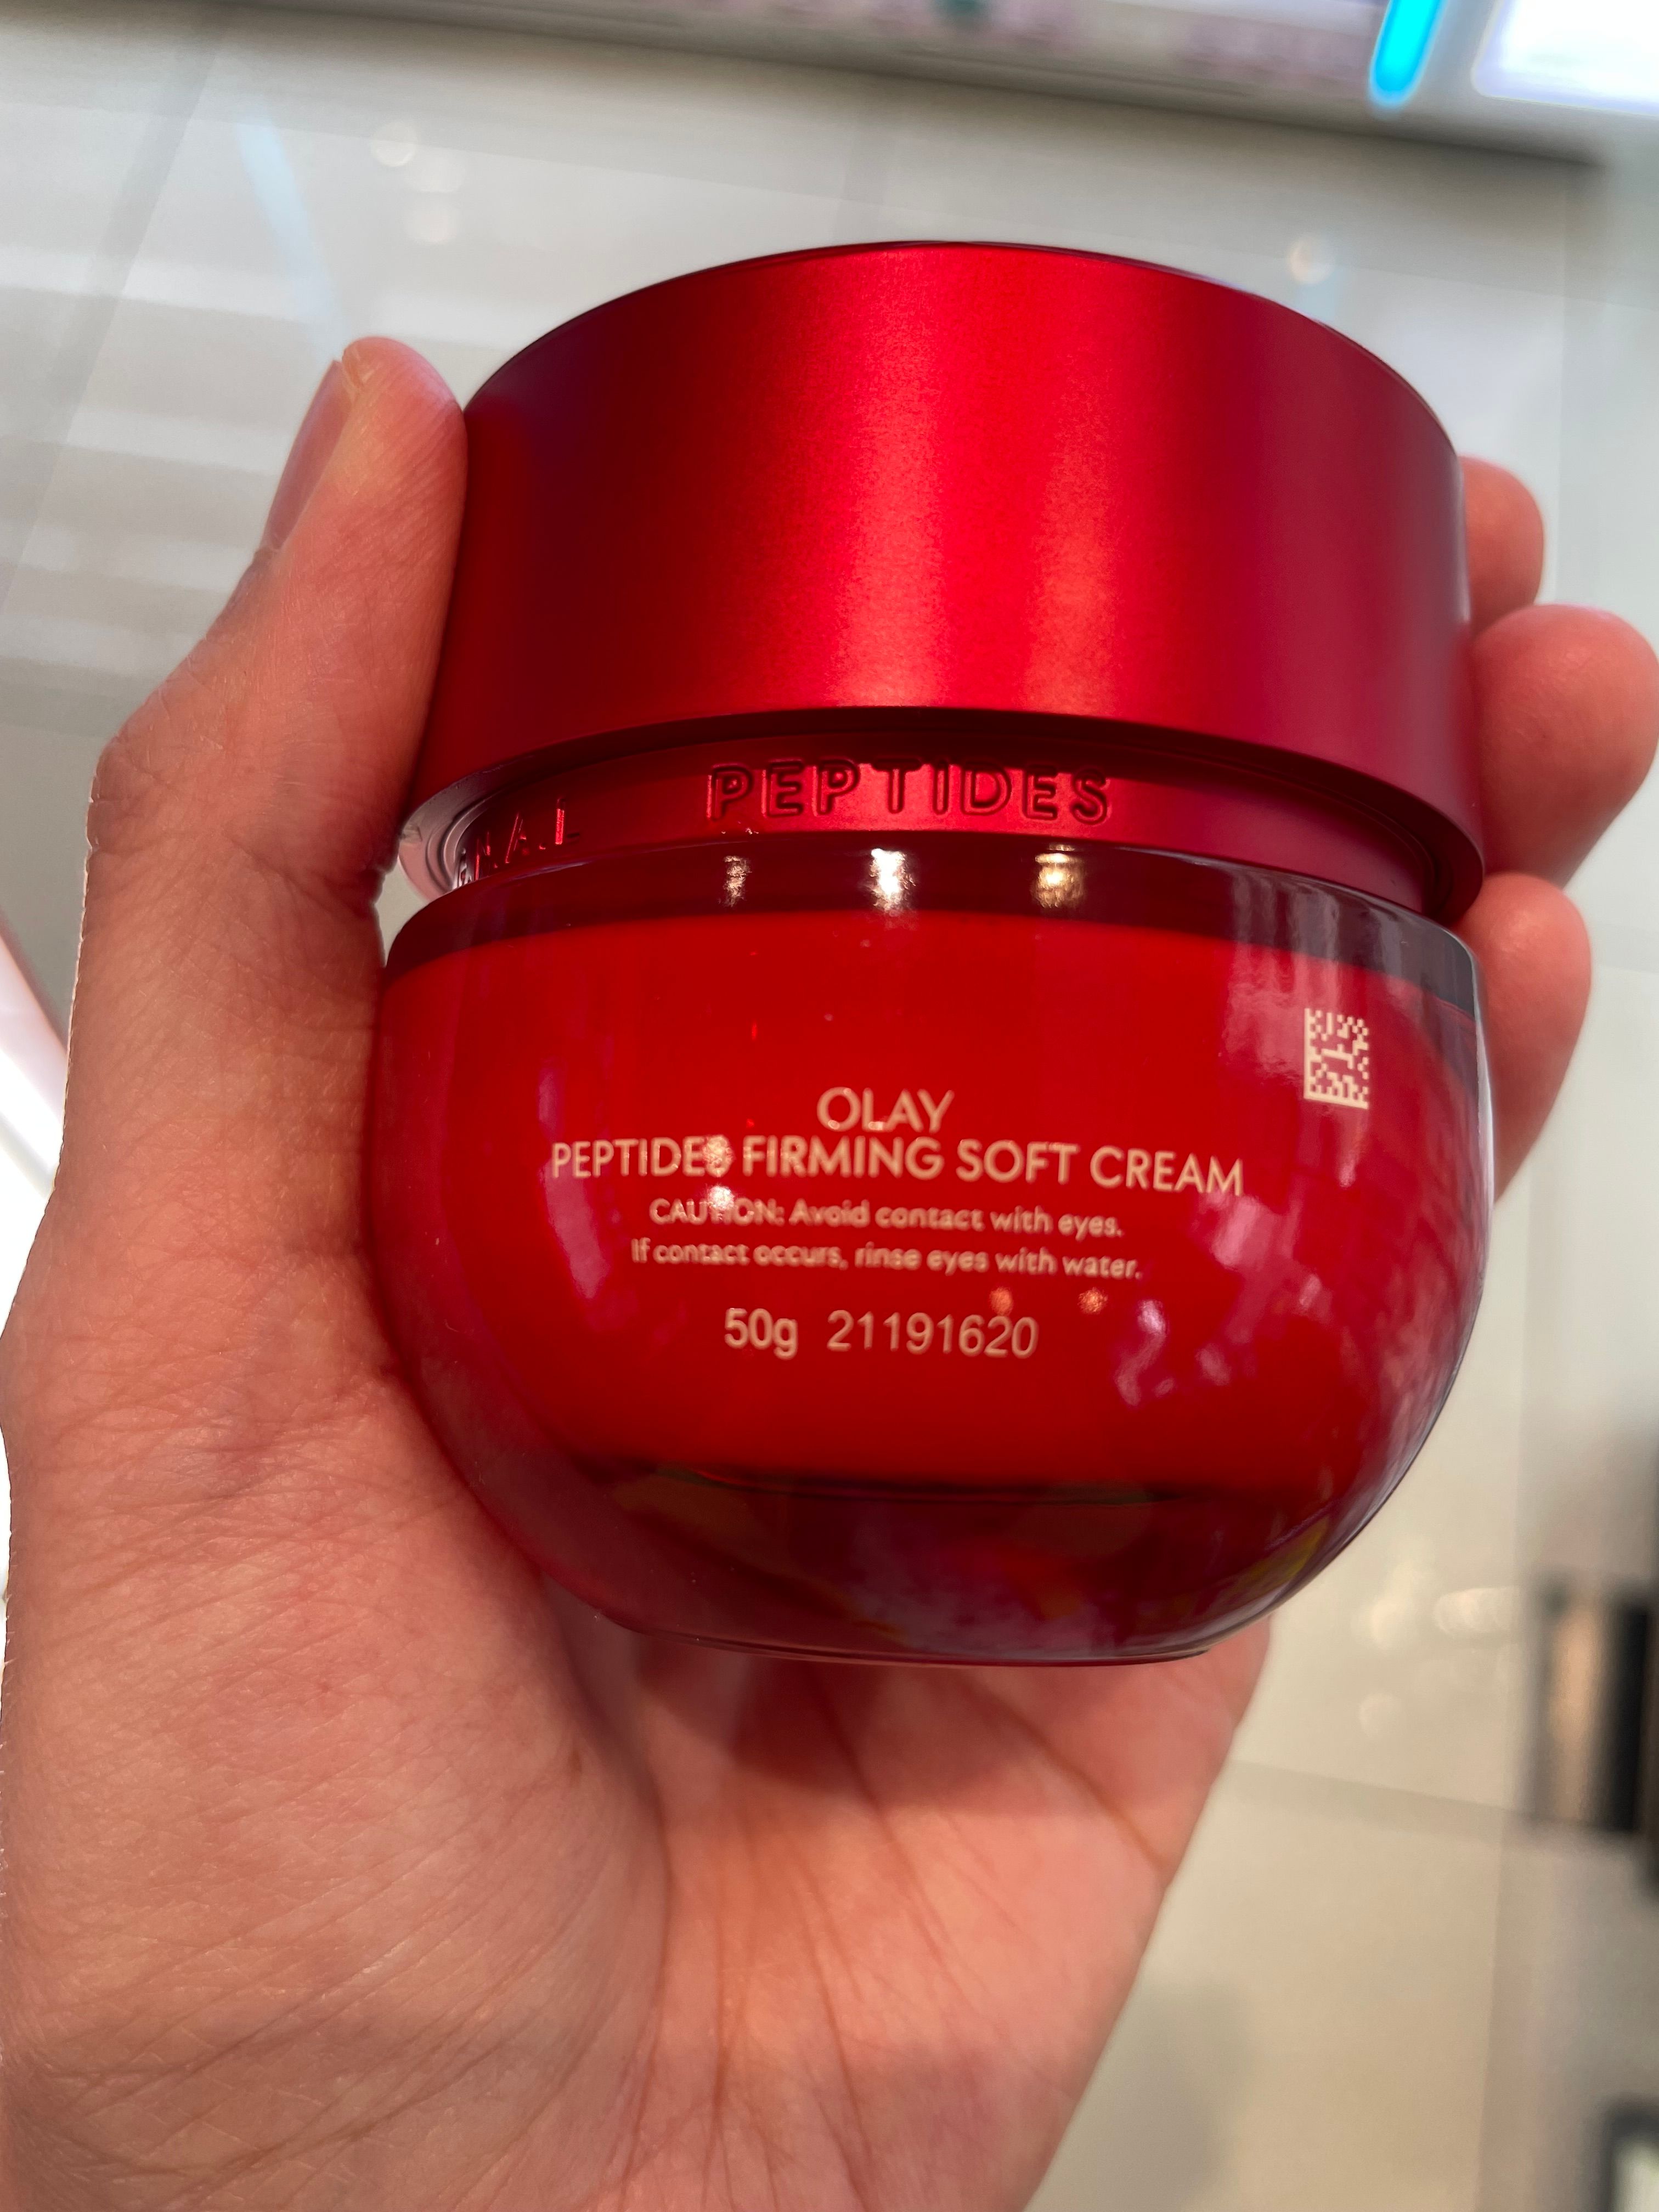 PEPTIDES
OLAY
PEPTIDES FIRMING SOFT CREAM
CAUTION: Avoid contact with eyes.
If contact occurs, rinse eyes with water.
50g 21191620